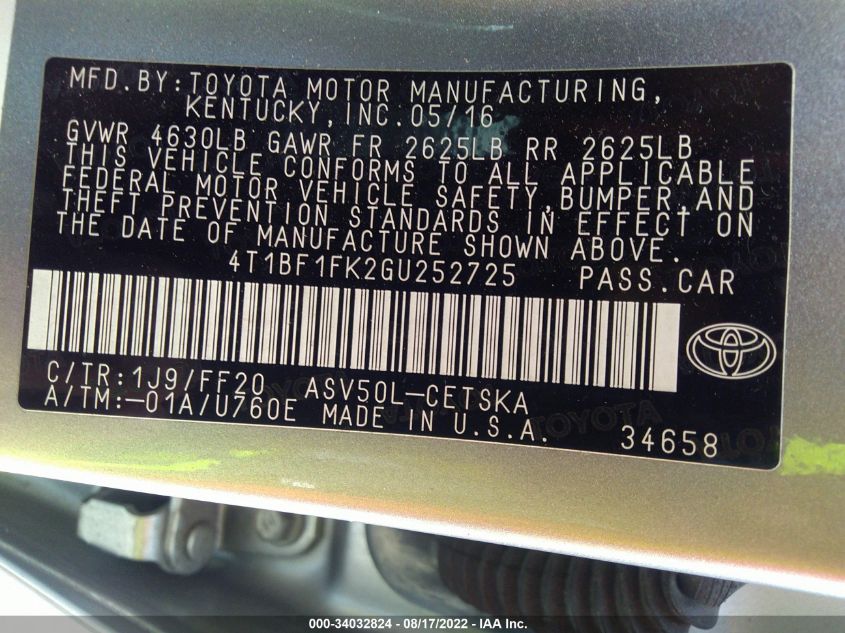 MFD.BY:TOYOTA MOTOR MANUFACTURING,
KENTUCKY,INC.05/16
GVWR 4630LB GAWR FR 2625LB RR 2625LB
THIS VEHICLE CONFORMS TO ALL APPLICABLE
FEDERAL MOTOR VEHICLE SAFETY,BUMPER,AND
THEFT PREVENTION STANDARDS IN EFFECT ON
THE DATE OF MANUFACTURE SHOWN ABOVE.
4T1BF1FK2GU252725 PASS.CAR
C/TR:1J9/FF20 ASV50L-CETSKA
A/TM:-01A/U760E MADE IN U.S.A.
34658
000-34032824 / 08/17/2022 - IAA Inc.